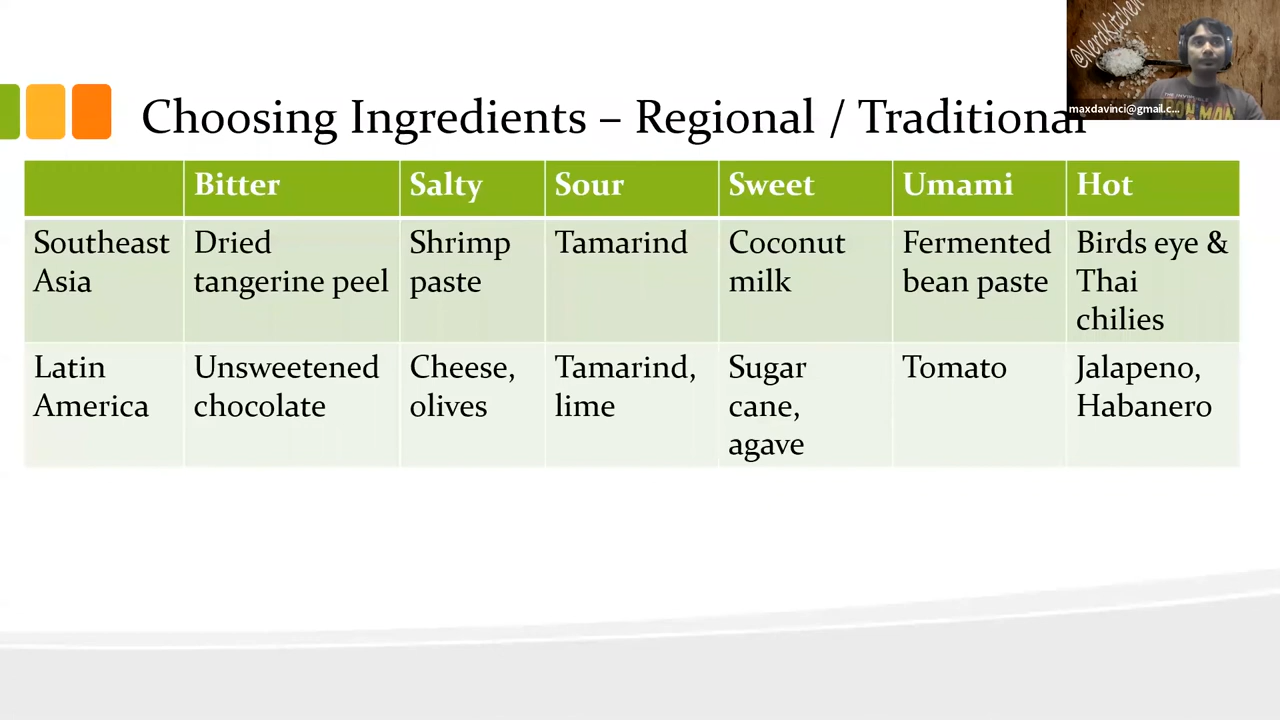 @NerdKitchen
maxdavinci@gmail.c...
Choosing Ingredients – Regional / Traditional
Bitter
Salty
Sour
Sweet
Umami
Hot
Southeast
Asia
Dried
tangerine peel
Shrimp
paste
Tamarind
Coconut
milk
Fermented
bean paste
Birds eye &
Thai
chilies
Latin
America
Unsweetened
chocolate
Cheese,
olives
Tamarind,
lime
Sugar
cane,
agave
Tomato
Jalapeno,
Habanero